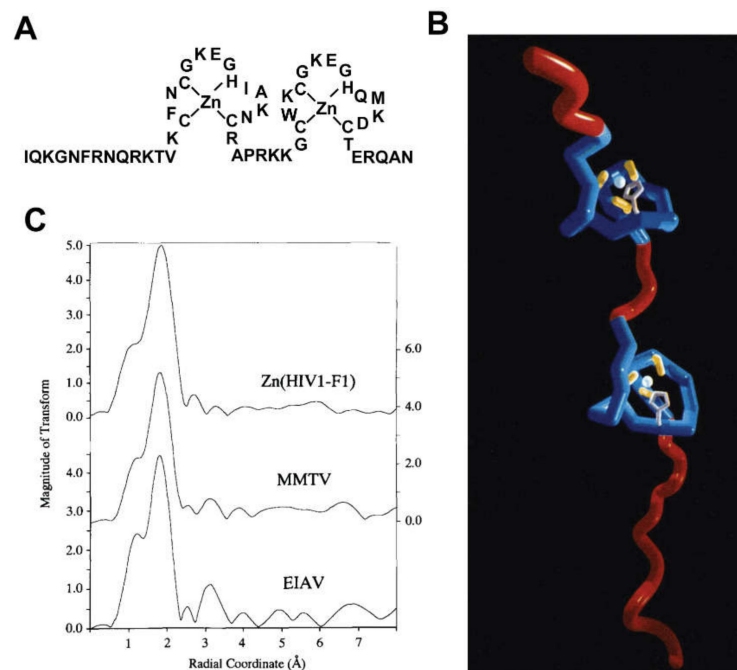 A
IQKGNFRNQRKTV
K C F N C G K E G H I A K N C R
Zn
APRKK
G C W K C G K E G H Q M K D C T
Zn
ERQAN
B
C
Magnitude of Transform
5.0
4.0
3.0
2.0
1.0
0.0
4.0
3.0
2.0
1.0
0.0
Zn(HIV1-F1)
MMTV
EIAV
6.0
4.0
2.0
0.0
1 2 3 4 5 6 7
Radial Coordinate (Å)